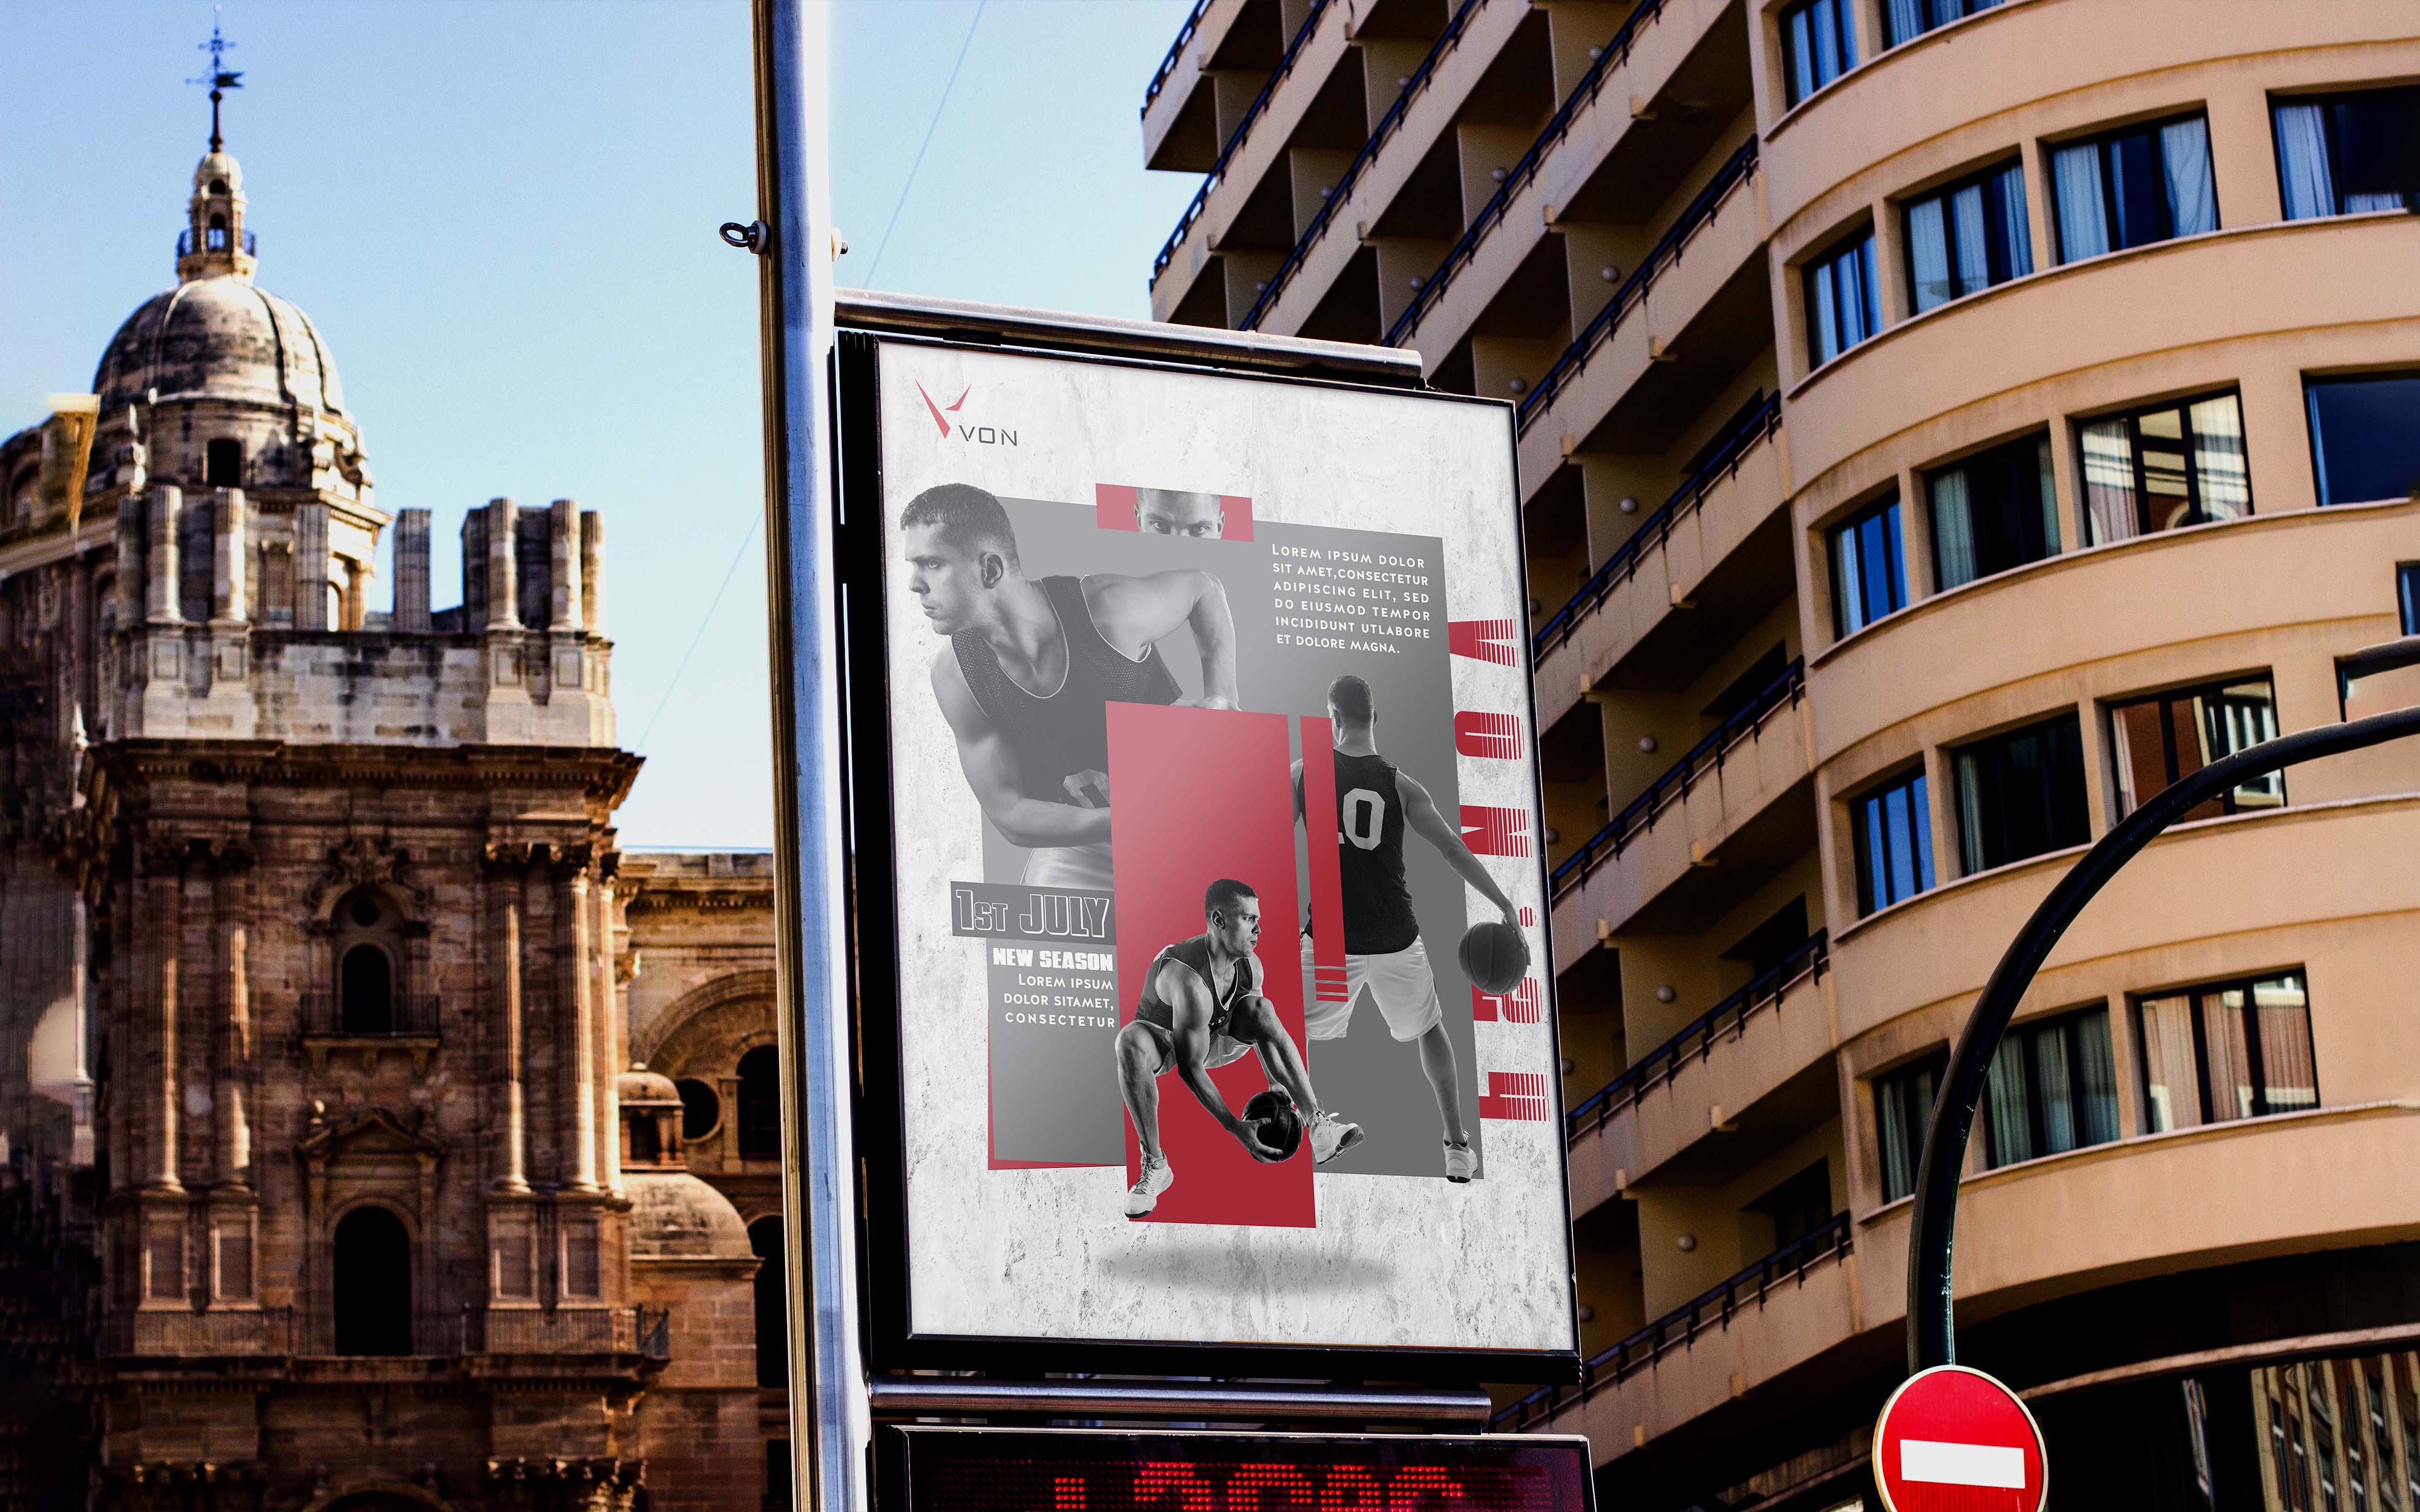 VON
LOREM IPSUM DOLOR
SIT AMET,CONSECTETUR
ADIPISCING ELIT, SED
DO EIUSMOD TEMPOR
INCIDIDUNT UTLABORE
ET DOLORE MAGNA.
10
1ST JULY
NEW SEASON
LOREM IPSUM
DOLOR SITAMET,
CONSECTETUR